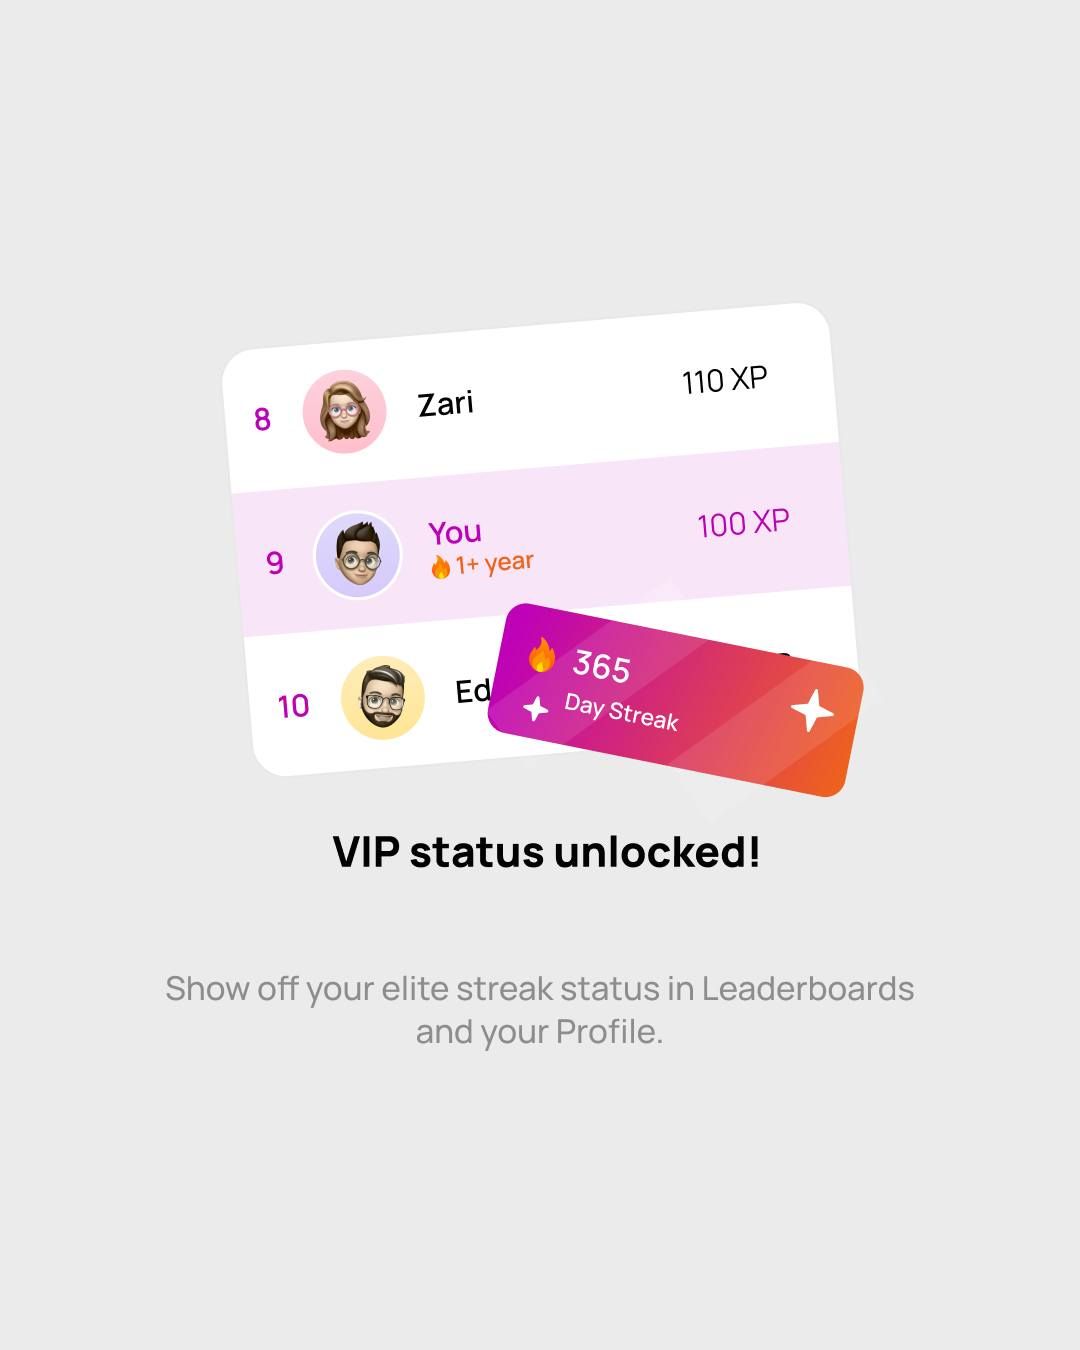 8 Zari 110 XP
9 You 100 XP
🔥 1+ year
10 Ed
🔥 365
Day Streak
VIP status unlocked!
Show off your elite streak status in Leaderboards
and your Profile.